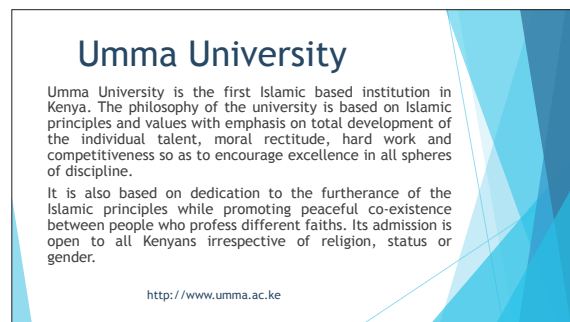 Umma University
Umma University is the first Islamic based institution in
Kenya. The philosophy of the university is based on Islamic
principles and values with emphasis on total development of
the individual talent, moral rectitude, hard work and
competitiveness so as to encourage excellence in all spheres
of discipline.
It is also based on dedication to the furtherance of the
Islamic principles while promoting peaceful co-existence
between people who profess different faiths. Its admission is
open to all Kenyans irrespective of religion, status or
gender.
http://www.umma.ac.ke